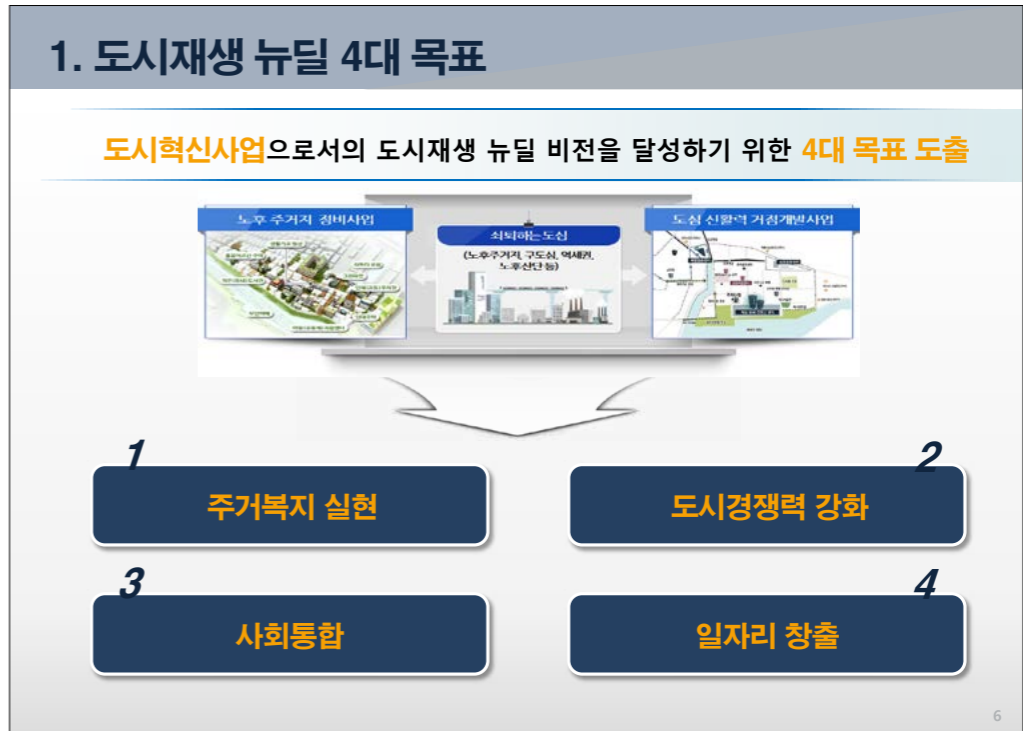 1. 도시재생 뉴딜 4대 목표
도시혁신사업으로서의 도시재생 뉴딜 비전을 달성하기 위한 4대 목표 도출
노후 주거지 정비사업
쇠퇴하는도심
(노후주거지, 구도심, 역세권,
노후산단 등)
도심 신활력 거점개발사업
1
주거복지 실현
2
도시경쟁력 강화
3
사회통합
4
일자리 창출
6